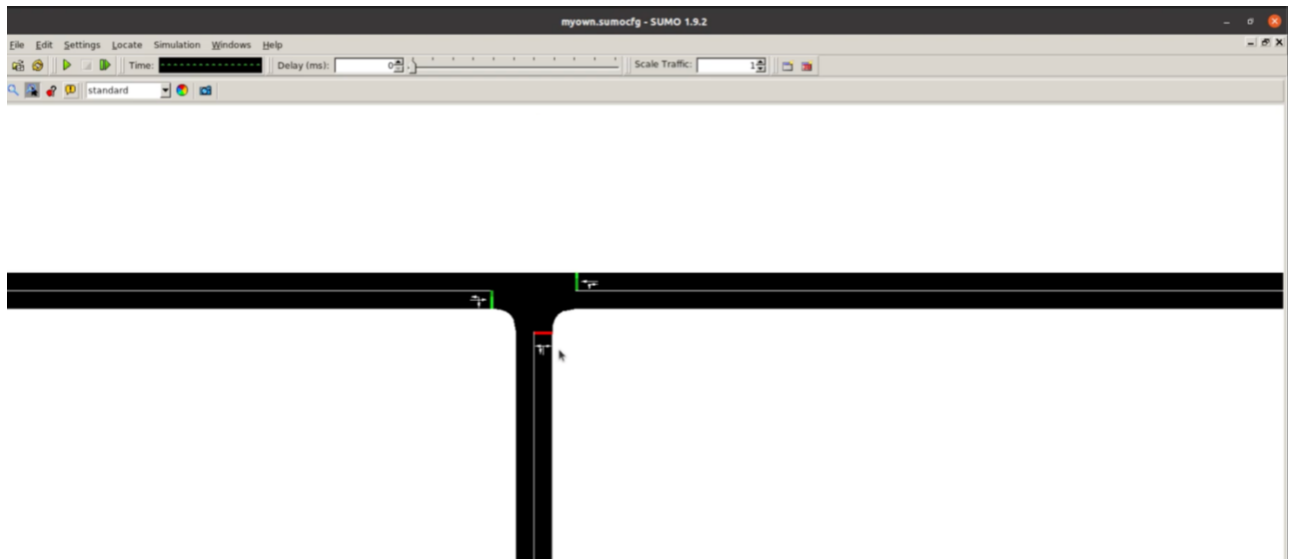 myown.sumocfg - SUMO 1.9.2
File Edit Settings Locate Simulation Windows Help
Time: Delay (ms): 0 Scale Traffic: 1
standard